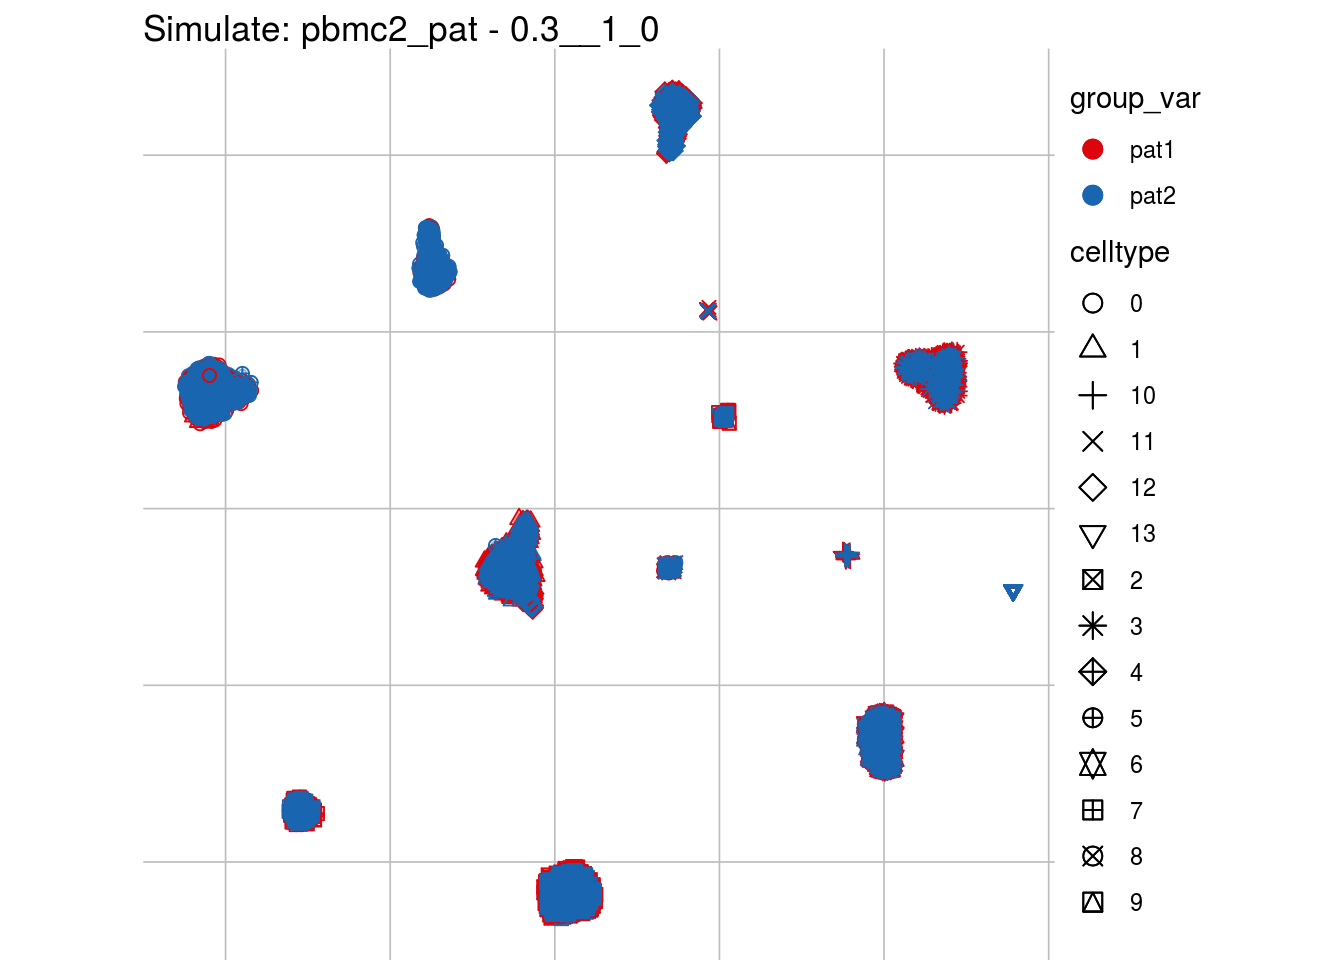 Simulate: pbmc2_pat - 0.3__1_0
group_var
pat1
pat2
celltype
0
1
10
11
12
13
2
3
4
5
6
7
8
9